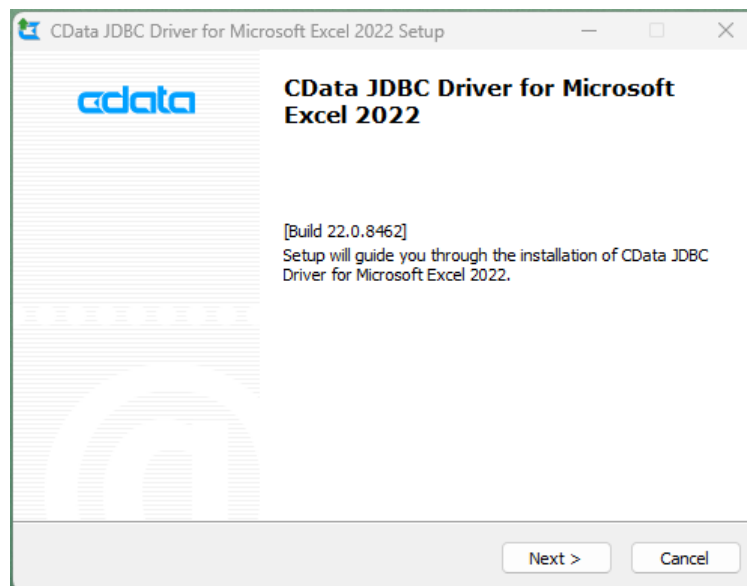 CData JDBC Driver for Microsoft Excel 2022 Setup
cdata
CData JDBC Driver for Microsoft
Excel 2022
[Build 22.0.8462]
Setup will guide you through the installation of CData JDBC
Driver for Microsoft Excel 2022.
Next >
Cancel